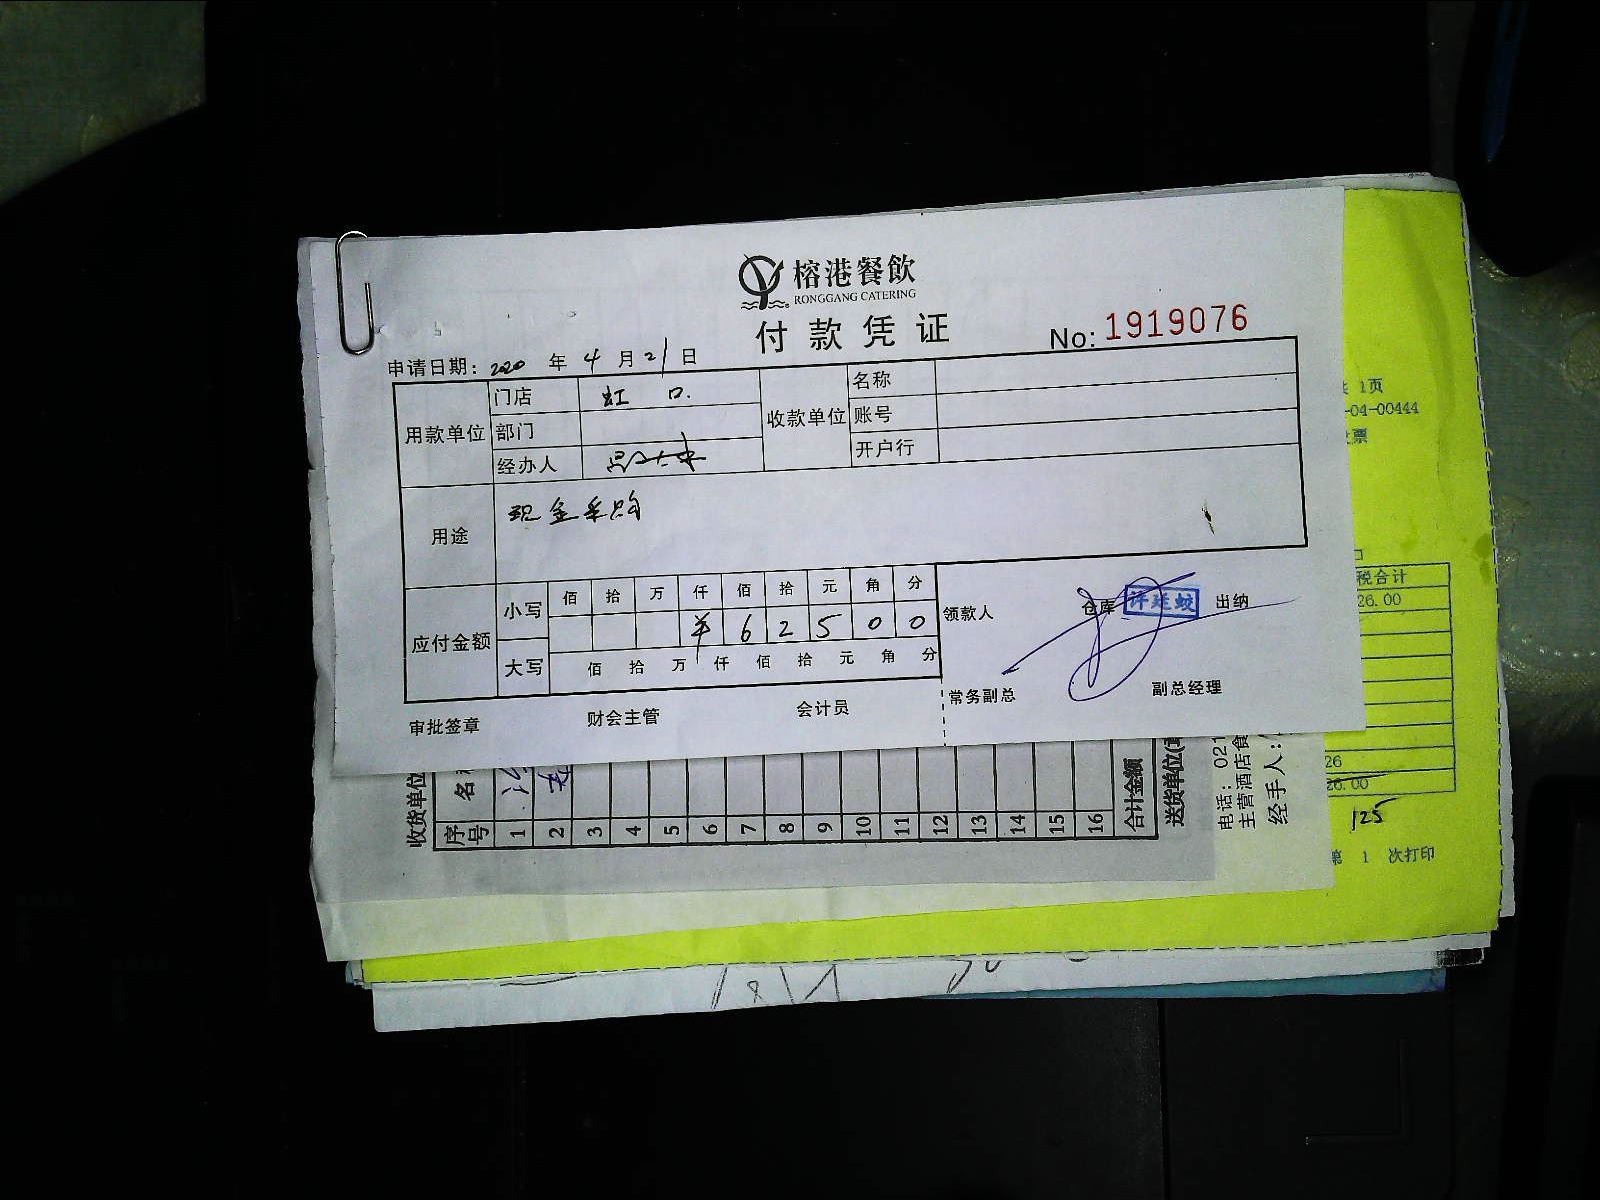 榕港餐飲
RONGGANG CATERING
付款凭证
No: 1919076
申请日期: 2020 年 4 月 21 日
用款单位 门店 虹口 收款单位 名称
部门 账号
经办人 开户行
用途 现金采购
应付金额 小写 佰 拾 万 仟 佰 拾 元 角 分
¥ 6 2 5 0 0
大写 佰 拾 万 仟 佰 拾 元 角 分
领款人 仓库 许廷蛟 出纳
常务副总 副总经理
审批签章 财会主管 会计员
收货单位
序号 1 2 3 4 5 6 7 8 9 10 11 12 13 14 15 16 合计金额
名
送货单位
电话: 021
主营酒店食
经手人:
1页
-04-00444
票
税合计
26.00
26
26.00
125
第 1 次打印